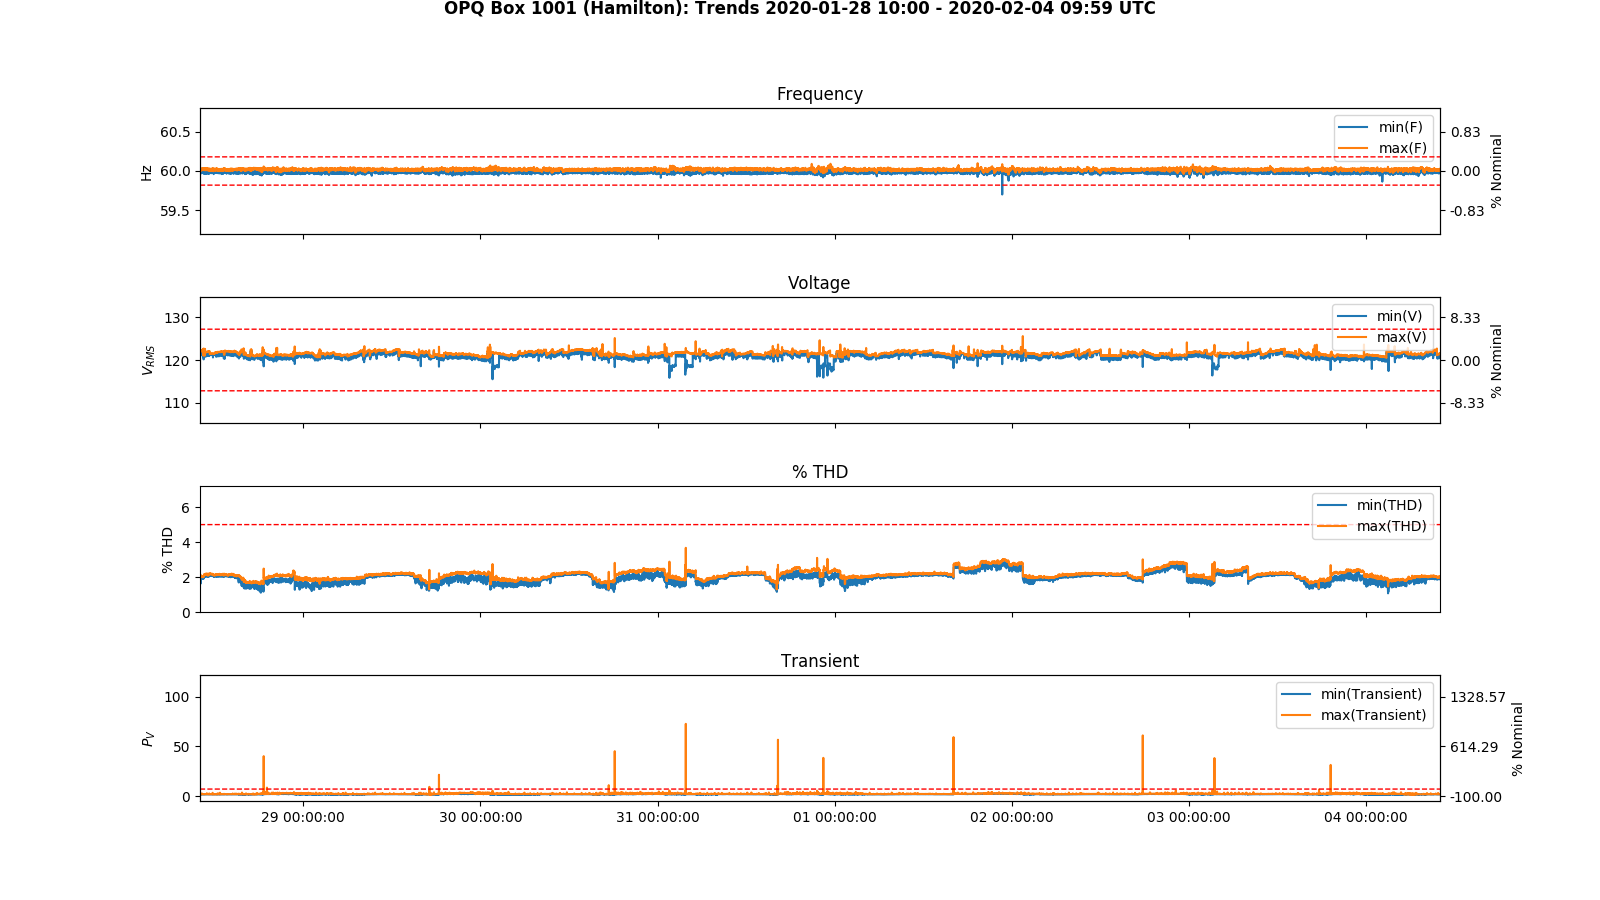 OPQ Box 1001 (Hamilton): Trends 2020-01-28 10:00 - 2020-02-04 09:59 UTC
Frequency
Hz
60.5
60.0
59.5
min(F)
max(F)
0.83
0.00
-0.83
% Nominal
Voltage
V_RMS
130
120
110
min(V)
max(V)
8.33
0.00
-8.33
% Nominal
% THD
% THD
6
4
2
0
min(THD)
max(THD)
Transient
P_V
100
50
0
min(Transient)
max(Transient)
1328.57
614.29
-100.00
% Nominal
29 00:00:00 30 00:00:00 31 00:00:00 01 00:00:00 02 00:00:00 03 00:00:00 04 00:00:00